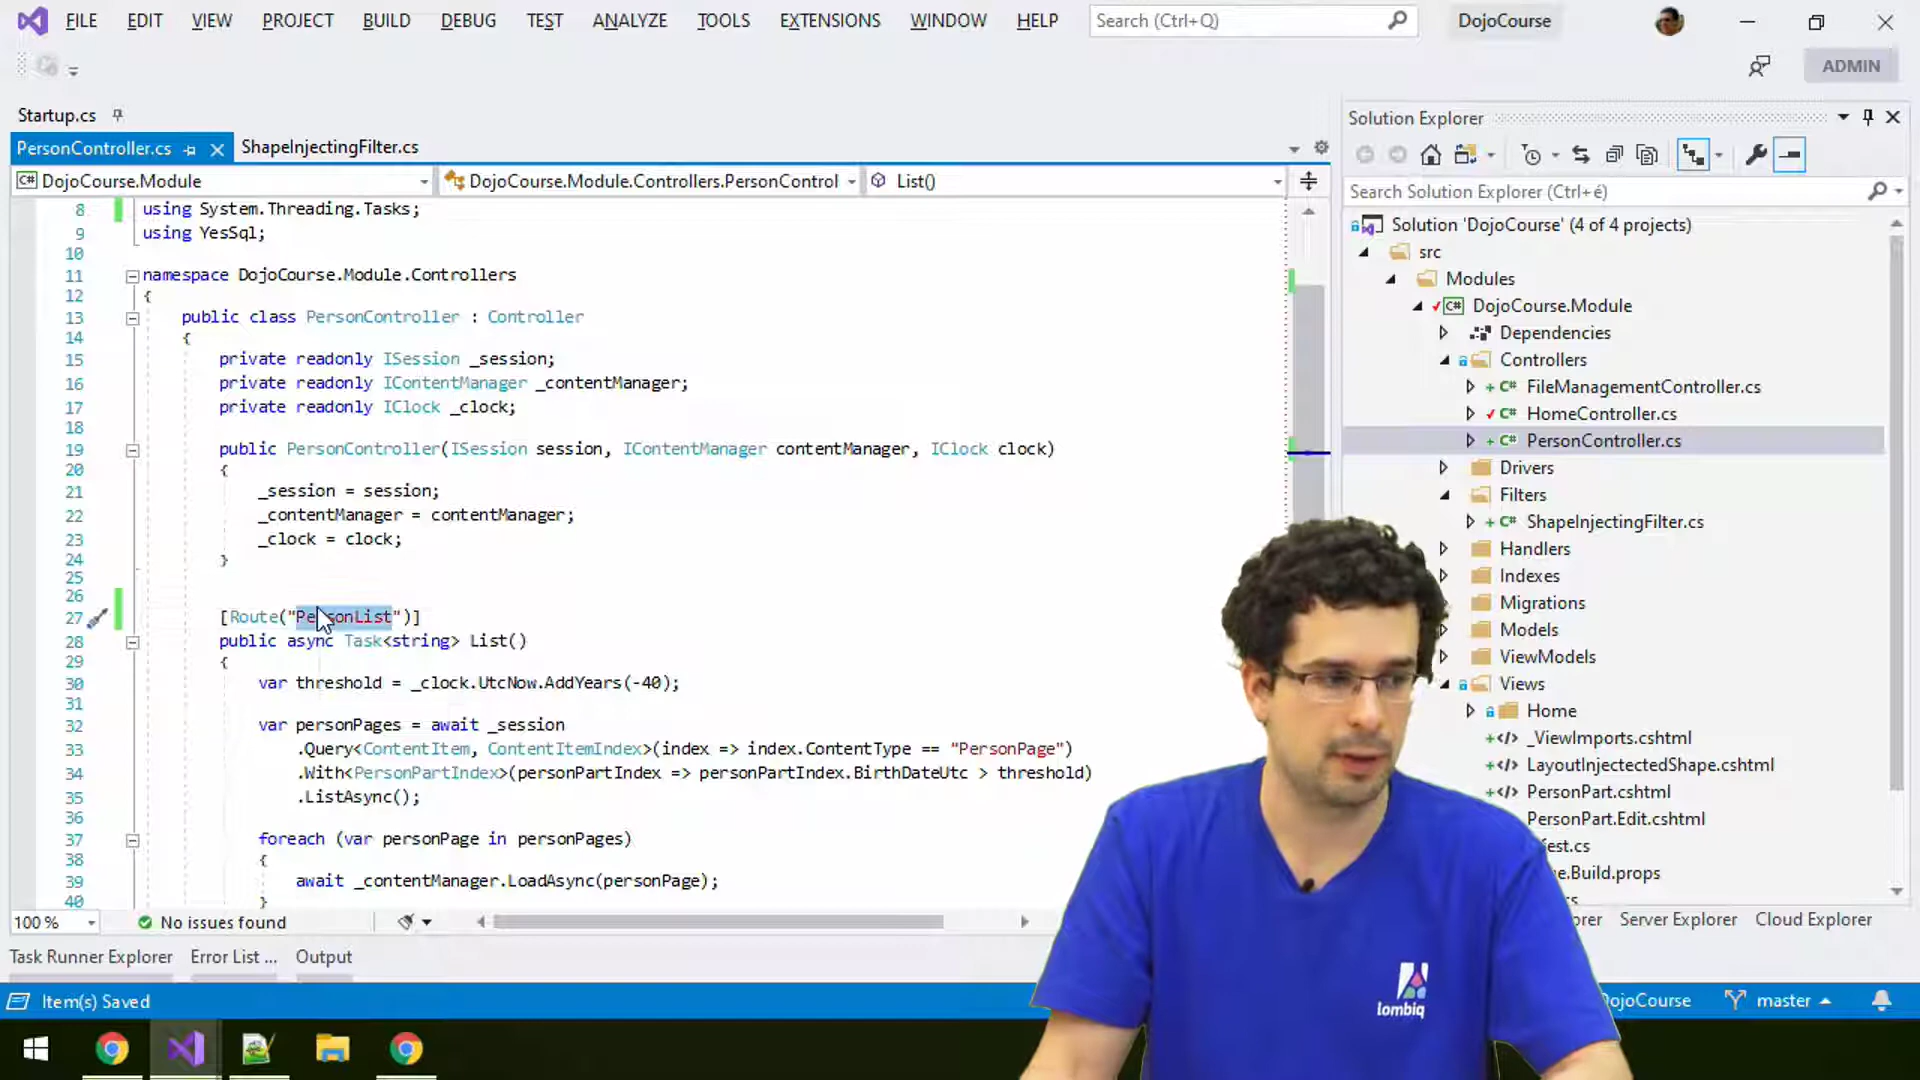 FILE EDIT VIEW PROJECT BUILD DEBUG TEST ANALYZE TOOLS EXTENSIONS WINDOW HELP Search (Ctrl+Q) DojoCourse
ADMIN
Startup.cs
PersonController.cs ShapeInjectingFilter.cs
C# DojoCourse.Module DojoCourse.Module.Controllers.PersonControl List()
8 using System.Threading.Tasks;
9 using YesSql;
10
11 namespace DojoCourse.Module.Controllers
12 {
13 public class PersonController : Controller
14 {
15 private readonly ISession _session;
16 private readonly IContentManager _contentManager;
17 private readonly IClock _clock;
18
19 public PersonController(ISession session, IContentManager contentManager, IClock clock)
20 {
21 _session = session;
22 _contentManager = contentManager;
23 _clock = clock;
24 }
25
26
27 [Route("PersonList")]
28 public async Task<string> List()
29 {
30 var threshold = _clock.UtcNow.AddYears(-40);
31
32 var personPages = await _session
33 .Query<ContentItem, ContentItemIndex>(index => index.ContentType == "PersonPage")
34 .With<PersonPartIndex>(personPartIndex => personPartIndex.BirthDateUtc > threshold)
35 .ListAsync();
36
37 foreach (var personPage in personPages)
38 {
39 await _contentManager.LoadAsync(personPage);
40 }
100 % No issues found
Task Runner Explorer Error List ... Output
Item(s) Saved
Solution Explorer
Search Solution Explorer (Ctrl+é)
Solution 'DojoCourse' (4 of 4 projects)
src
Modules
C# DojoCourse.Module
Dependencies
Controllers
C# FileManagementController.cs
C# HomeController.cs
C# PersonController.cs
Drivers
Filters
C# ShapeInjectingFilter.cs
Handlers
Indexes
Migrations
Models
ViewModels
Views
Home
_ViewImports.cshtml
LayoutInjectectedShape.cshtml
PersonPart.cshtml
PersonPart.Edit.cshtml
Server Explorer Cloud Explorer
master
lombiq